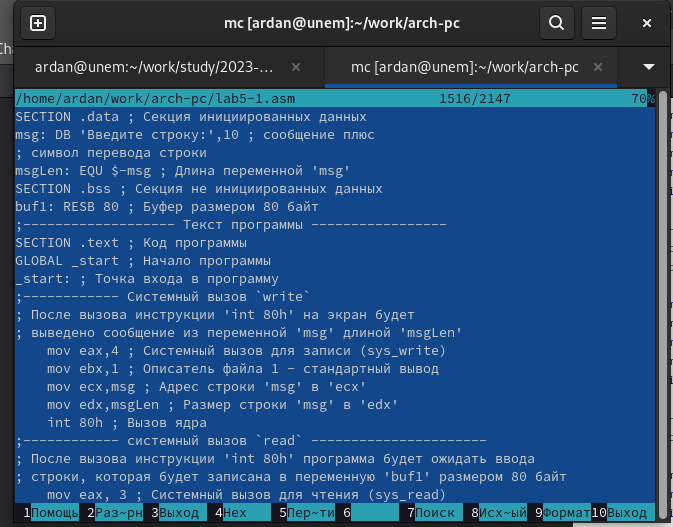 mc [ardan@unem]:~/work/arch-pc
ardan@unem:~/work/study/2023-...
mc [ardan@unem]:~/work/arch-pc
/home/ardan/work/arch-pc/lab5-1.asm 1516/2147 70%
SECTION .data ; Секция инициированных данных
msg: DB 'Введите строку:',10 ; сообщение плюс
; символ перевода строки
msgLen: EQU $-msg ; Длина переменной 'msg'
SECTION .bss ; Секция не инициированных данных
buf1: RESB 80 ; Буфер размером 80 байт
;------------------- Текст программы -----------------
SECTION .text ; Код программы
GLOBAL _start ; Начало программы
_start: ; Точка входа в программу
;------------ Системный вызов `write`
; После вызова инструкции 'int 80h' на экран будет
; выведено сообщение из переменной 'msg' длиной 'msgLen'
mov eax,4 ; Системный вызов для записи (sys_write)
mov ebx,1 ; Описатель файла 1 - стандартный вывод
mov ecx,msg ; Адрес строки 'msg' в 'ecx'
mov edx,msgLen ; Размер строки 'msg' в 'edx'
int 80h ; Вызов ядра
;------------ системный вызов `read` ----------------------
; После вызова инструкции 'int 80h' программа будет ожидать ввода
; строки, которая будет записана в переменную 'buf1' размером 80 байт
mov eax, 3 ; Системный вызов для чтения (sys_read)
1Помощь 2Раз~рн 3Выход 4Hex 5Пер~ти 6 7Поиск 8Исх~ый 9Формат 10Выход